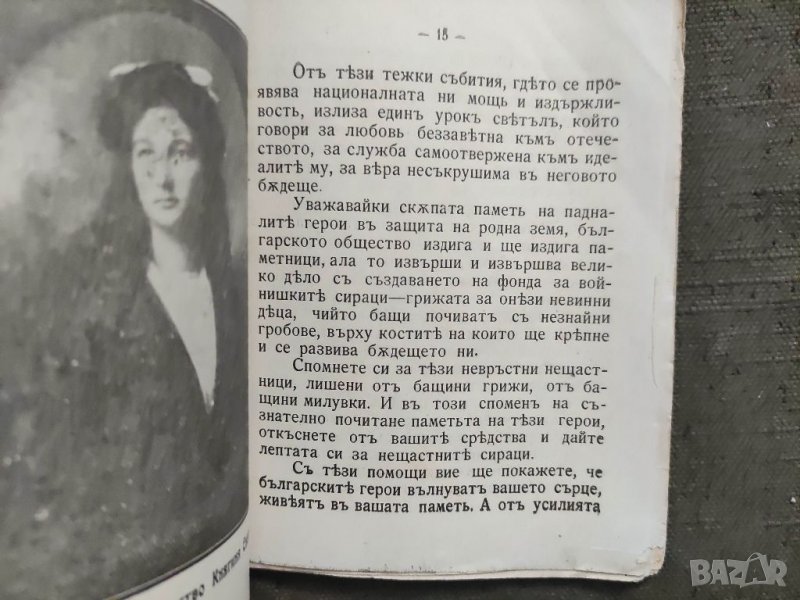 - 15 -
Отъ тѣзи тежки събития, гдѣто се про-
явява националната ни мощь и издържли-
вость, излиза единъ урок свѣтълъ, който
говори за любовь беззавѣтна къмъ отече-
ството, за служба самоотвержена къмъ иде-
алитѣ му, за вѣра несъкрушима въ неговото
бѫдеще.
Уважавайки скѫпата паметь на падна-
литѣ герои въ защита на родна земя, бъл-
гарското общество издига и ще издига па-
метници, ала то извърши и извършва вели-
ко дѣло съ създаването на фонда за вой-
нишкитѣ сираци—грижата за онѣзи невинни
дѣца, чийто бащи почиватъ съ незнайни
гробове, върху коститѣ на които ще крѣпне
и се развива бѫдещето ни.
Спомнете си за тѣзи невръстни нещаст-
ници, лишени отъ бащини грижи, отъ ба-
щини милувки. И въ този споменъ на съ-
знателно почитане паметьта на тѣзи герои,
откъснете отъ вашитѣ срѣдства и дайте
лептата си за нещастнитѣ сираци.
Съ тѣзи помощи вие ще покажете, че
българскитѣ герои вълнуватъ вашето сърце,
живѣятъ въ вашата паметь. А отъ усилията
ство Княгиня
BAZAR